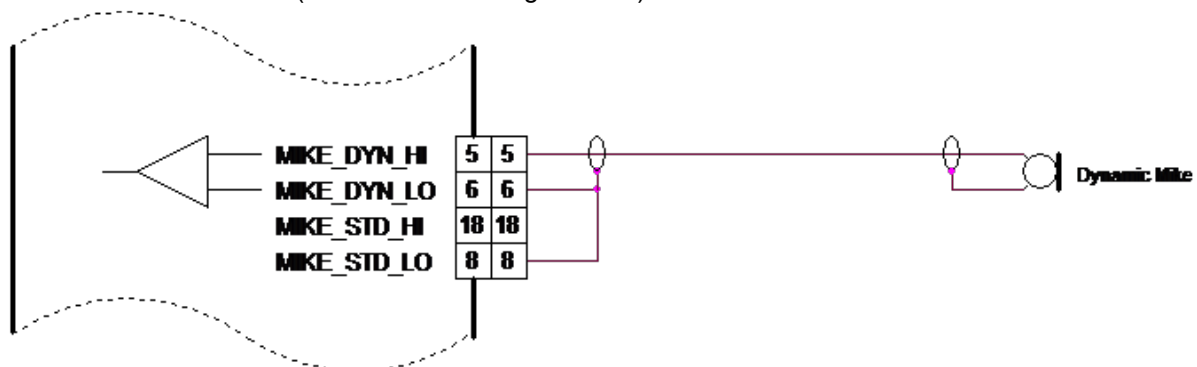 MIKE_DYN_HI 5 5
MIKE_DYN_LO 6 6
Dynamic Mike
MIKE_STD_HI 18 18
MIKE_STD_LO 8 8